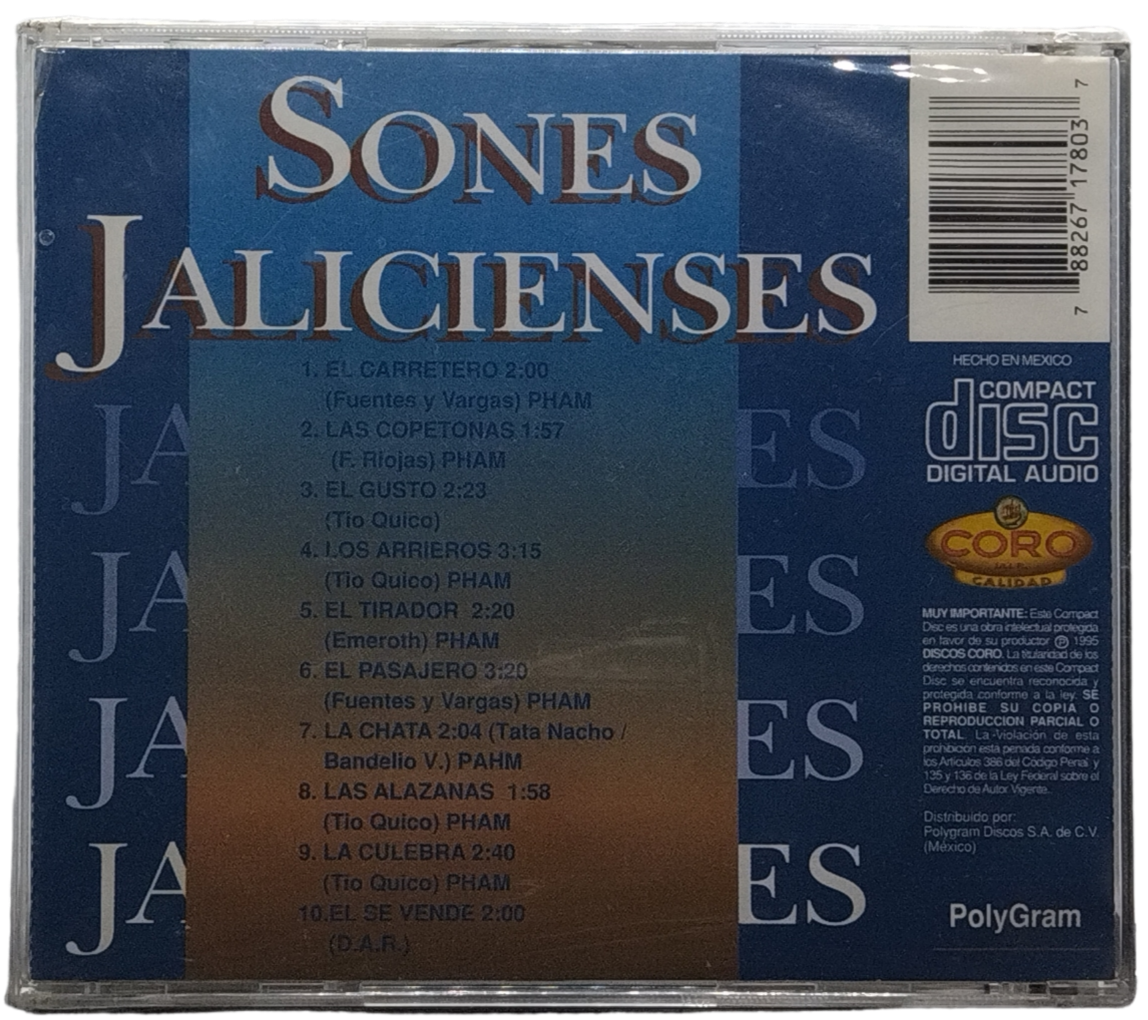 SONES
JALICIENSES
1. EL CARRETERO 2:00
(Fuentes y Vargas) PHAM
2. LAS COPETONAS 1:57
(F. Riojas) PHAM
3. EL GUSTO 2:23
(Tio Quico)
4. LOS ARRIEROS 3:15
(Tio Quico) PHAM
5. EL TIRADOR 2:20
(Emeroth) PHAM
6. EL PASAJERO 3:20
(Fuentes y Vargas) PHAM
7. LA CHATA 2:04 (Tata Nacho /
Bandelio V.) PAHM
8. LAS ALAZANAS 1:58
(Tio Quico) PHAM
9. LA CULEBRA 2:40
(Tio Quico) PHAM
10.EL SE VENDE 2:00
(D.A.R.)
JA ES
JA ES
JA ES
JA ES
7 88267 17803 7
HECHO EN MEXICO
COMPACT
disc
DIGITAL AUDIO
CORO
CALIDAD
MUY IMPORTANTE: Este Compact
Disc es una obra intelectual protegida
en favor de su productor ℗ 1995
DISCOS CORO. La titularidad de los
derechos contenidos en este Compact
Disc se encuentra reconocida y
protegida conforme a la ley. SE
PROHIBE SU COPIA O
REPRODUCCION PARCIAL O
TOTAL. La Violación de esta
prohibición está penada conforme a
los Artículos 386 del Código Penal y
135 y 136 de la Ley Federal sobre el
Derecho de Autor Vigente.
Distribuido por:
Polygram Discos S.A. de C.V.
(México)
PolyGram